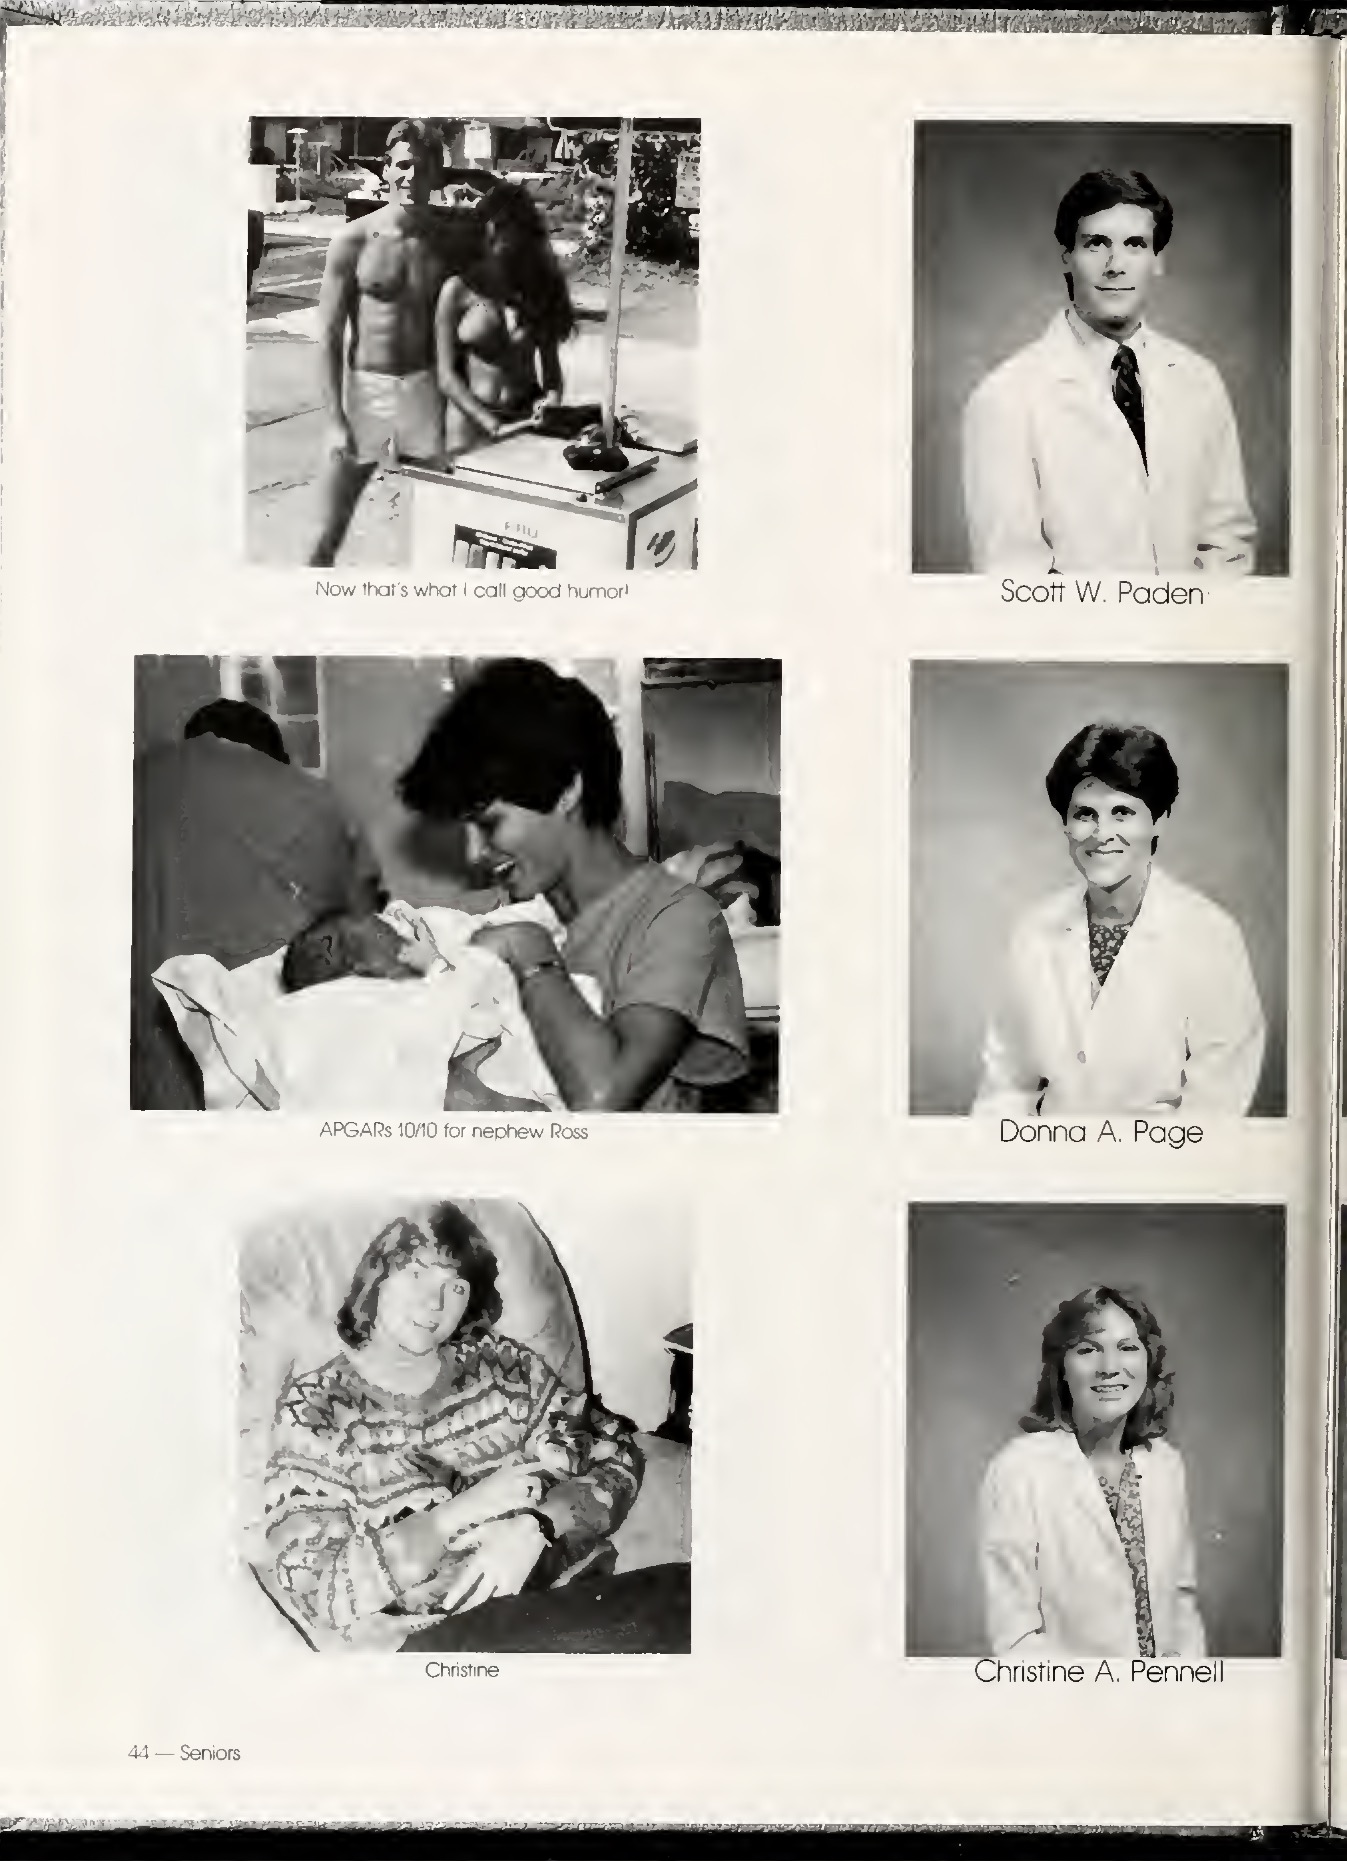 Now that's what I call good humor!
Scott W. Paden
APGARs 10/10 for nephew Ross
Donna A. Page
Christine
Christine A. Pennell
44 — Seniors